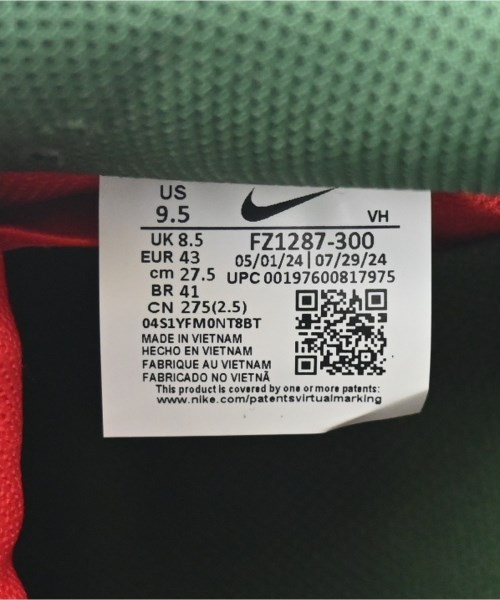 US
9.5
VH
UK 8.5
FZ1287-300
EUR 43
05/01/24 | 07/29/24
cm 27.5
UPC 00197600817975
BR 41
CN 275(2.5)
04S1YFM0NT8BT
MADE IN VIETNAM
HECHO EN VIETNAM
FABRIQUE AU VIETNAM
FABRICADO NO VIETNÃ
This product is covered by one or more patents:
www.nike.com/patentsvirtualmarking